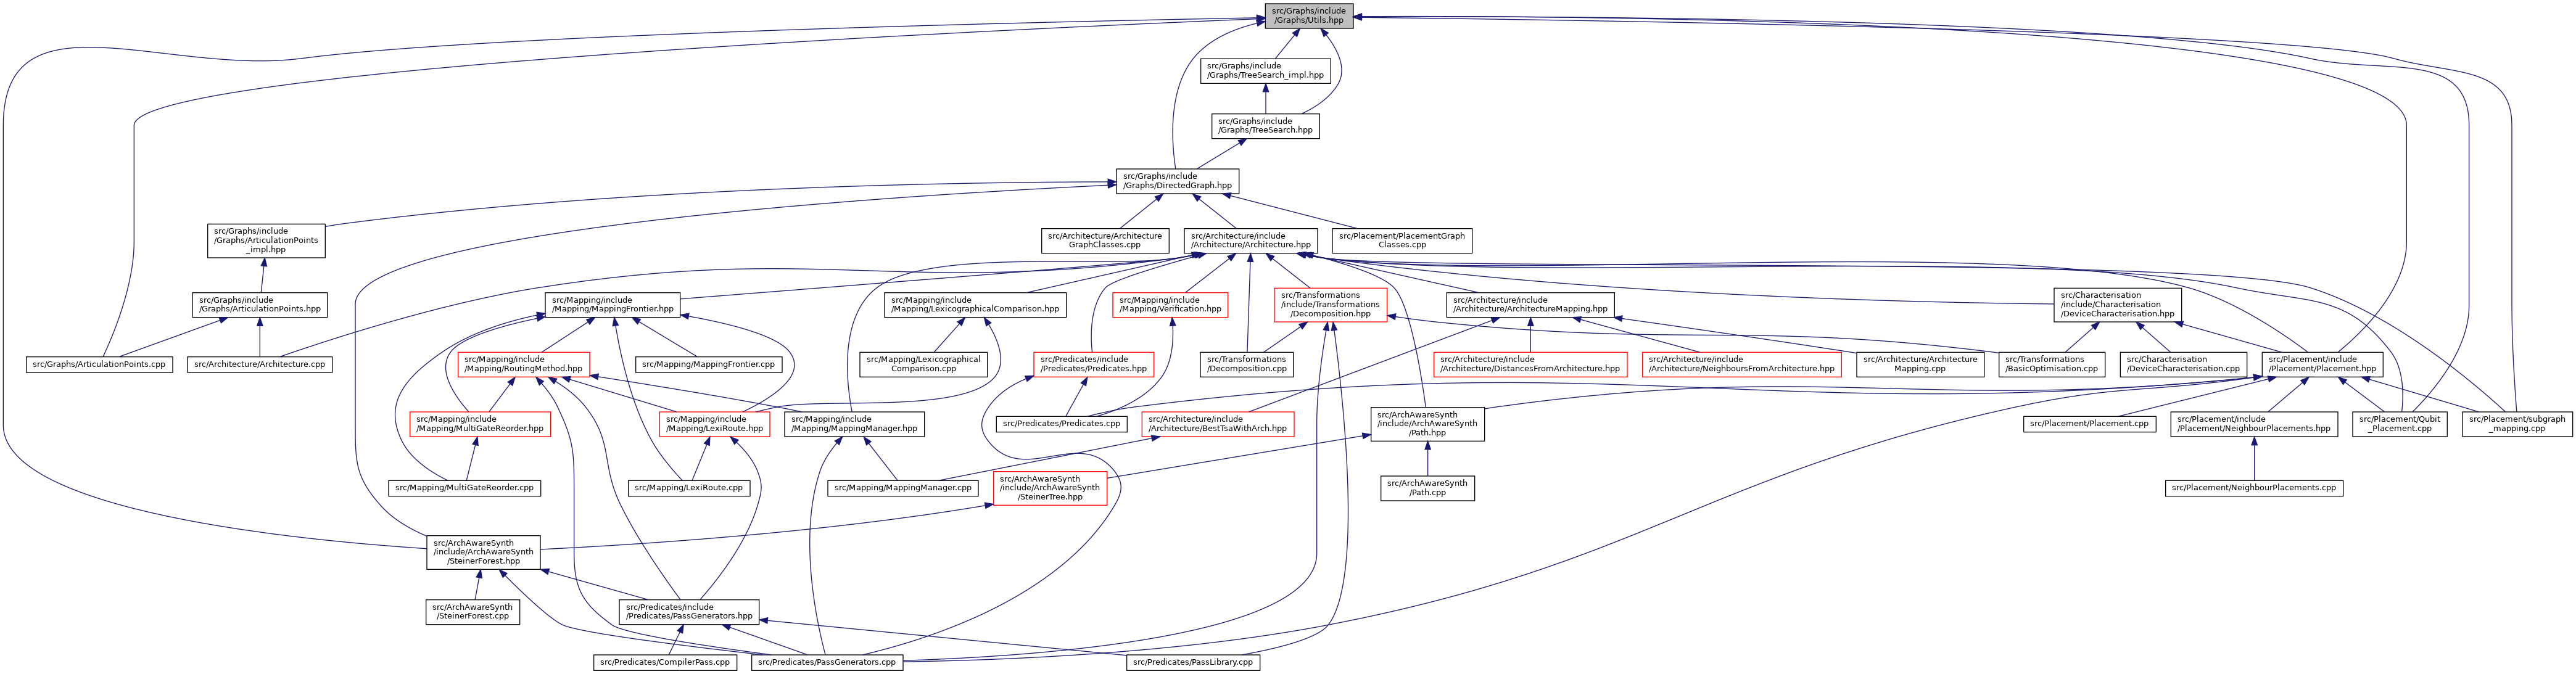 src/Graphs/include
/Graphs/Utils.hpp
src/Graphs/include
/Graphs/TreeSearch_impl.hpp
src/Graphs/include
/Graphs/TreeSearch.hpp
src/Graphs/include
/Graphs/DirectedGraph.hpp
src/Graphs/include
/Graphs/ArticulationPoints
_impl.hpp
src/Architecture/Architecture
GraphClasses.cpp
src/Architecture/include
/Architecture/Architecture.hpp
src/Placement/PlacementGraph
Classes.cpp
src/Graphs/include
/Graphs/ArticulationPoints.hpp
src/Mapping/include
/Mapping/MappingFrontier.hpp
src/Mapping/include
/Mapping/LexicographicalComparison.hpp
src/Mapping/include
/Mapping/Verification.hpp
src/Transformations
/include/Transformations
/Decomposition.hpp
src/Architecture/include
/Architecture/ArchitectureMapping.hpp
src/Characterisation
/include/Characterisation
/DeviceCharacterisation.hpp
src/Graphs/ArticulationPoints.cpp
src/Architecture/Architecture.cpp
src/Mapping/include
/Mapping/RoutingMethod.hpp
src/Mapping/MappingFrontier.cpp
src/Mapping/Lexicographical
Comparison.cpp
src/Predicates/include
/Predicates/Predicates.hpp
src/Transformations
/Decomposition.cpp
src/Architecture/include
/Architecture/DistancesFromArchitecture.hpp
src/Architecture/include
/Architecture/NeighboursFromArchitecture.hpp
src/Architecture/Architecture
Mapping.cpp
src/Transformations
/BasicOptimisation.cpp
src/Characterisation
/DeviceCharacterisation.cpp
src/Placement/include
/Placement/Placement.hpp
src/Mapping/include
/Mapping/MultiGateReorder.hpp
src/Mapping/include
/Mapping/LexiRoute.hpp
src/Mapping/include
/Mapping/MappingManager.hpp
src/Predicates/Predicates.cpp
src/Architecture/include
/Architecture/BestTsaWithArch.hpp
src/ArchAwareSynth
/include/ArchAwareSynth
/Path.hpp
src/Placement/Placement.cpp
src/Placement/include
/Placement/NeighbourPlacements.hpp
src/Placement/Qubit
_Placement.cpp
src/Placement/subgraph
_mapping.cpp
src/Mapping/MultiGateReorder.cpp
src/Mapping/LexiRoute.cpp
src/Mapping/MappingManager.cpp
src/ArchAwareSynth
/include/ArchAwareSynth
/SteinerTree.hpp
src/ArchAwareSynth
/Path.cpp
src/Placement/NeighbourPlacements.cpp
src/ArchAwareSynth
/include/ArchAwareSynth
/SteinerForest.hpp
src/ArchAwareSynth
/SteinerForest.cpp
src/Predicates/include
/Predicates/PassGenerators.hpp
src/Predicates/CompilerPass.cpp
src/Predicates/PassGenerators.cpp
src/Predicates/PassLibrary.cpp